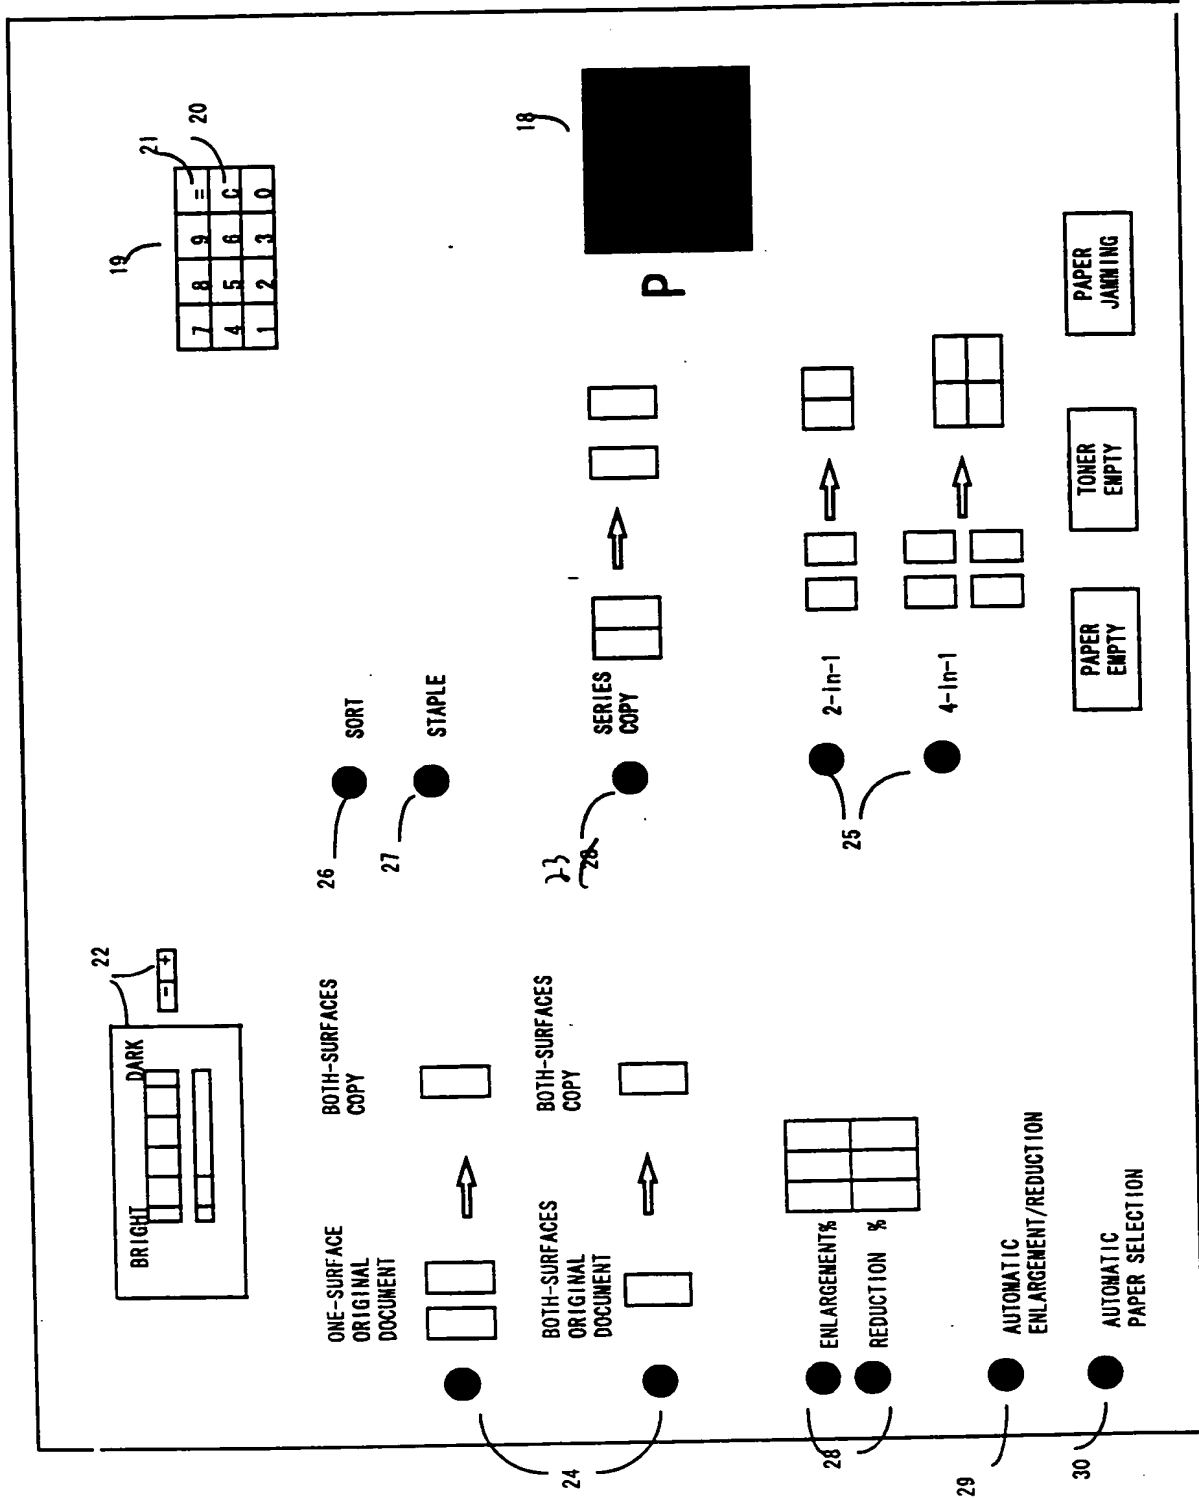 22
BRIGHT DARK
- +
19
21
20
7 8 9 =
4 5 6 C
1 2 3 0
26
SORT
27
STAPLE
ONE-SURFACE
ORIGINAL
DOCUMENT
BOTH-SURFACES
COPY
24
BOTH-SURFACES
ORIGINAL
DOCUMENT
BOTH-SURFACES
COPY
23
28
SERIES
COPY
18
P
28
ENLARGEMENT%
REDUCTION %
25
2-in-1
4-in-1
29
AUTOMATIC
ENLARGEMENT/REDUCTION
30
AUTOMATIC
PAPER SELECTION
PAPER
EMPTY
TONER
EMPTY
PAPER
JAMMING